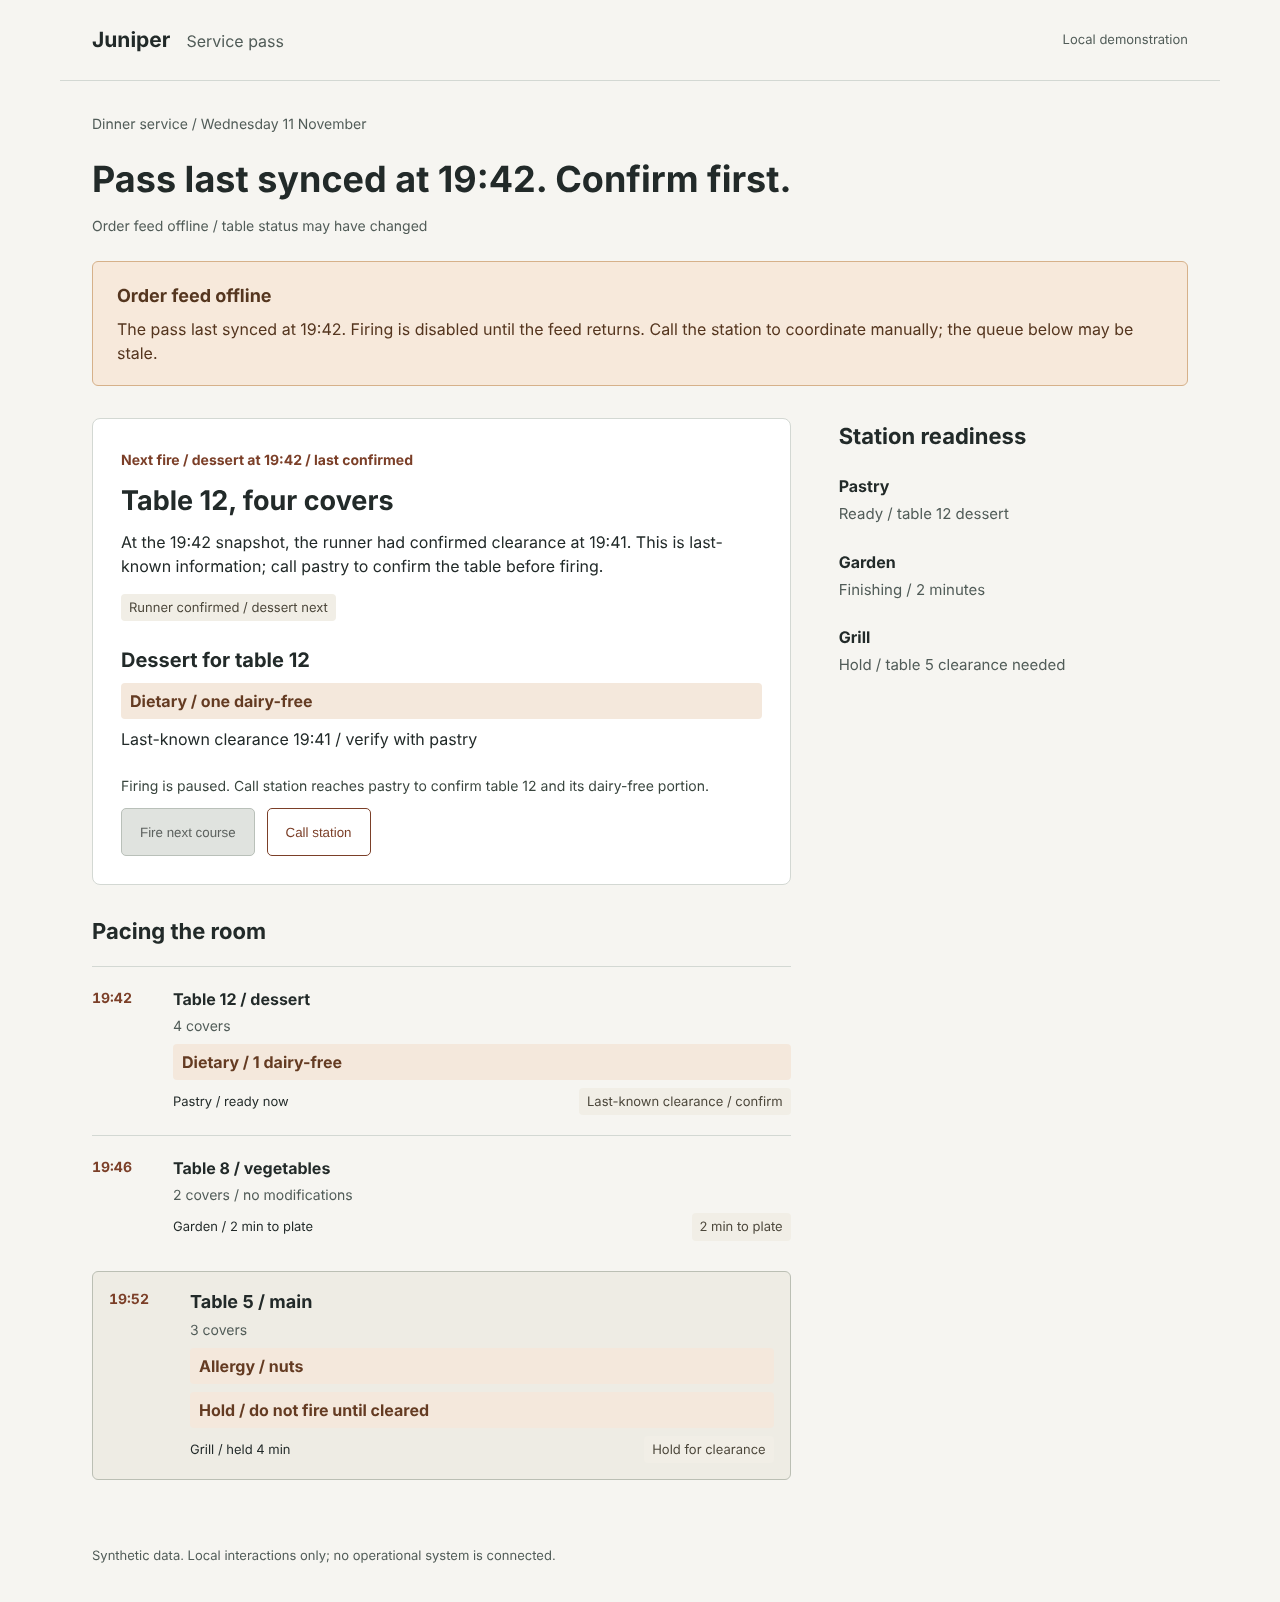 Juniper Service pass
Local demonstration
Dinner service / Wednesday 11 November
Pass last synced at 19:42. Confirm first.
Order feed offline / table status may have changed
Order feed offline
The pass last synced at 19:42. Firing is disabled until the feed returns. Call the station to coordinate manually; the queue below may be
stale.
Next fire / dessert at 19:42 / last confirmed
Table 12, four covers
At the 19:42 snapshot, the runner had confirmed clearance at 19:41. This is last-
known information; call pastry to confirm the table before firing.
Runner confirmed / dessert next
Dessert for table 12
Dietary / one dairy-free
Last-known clearance 19:41 / verify with pastry
Firing is paused. Call station reaches pastry to confirm table 12 and its dairy-free portion.
Fire next course
Call station
Station readiness
Pastry
Ready / table 12 dessert
Garden
Finishing / 2 minutes
Grill
Hold / table 5 clearance needed
Pacing the room
19:42
Table 12 / dessert
4 covers
Dietary / 1 dairy-free
Pastry / ready now
Last-known clearance / confirm
19:46
Table 8 / vegetables
2 covers / no modifications
Garden / 2 min to plate
2 min to plate
19:52
Table 5 / main
3 covers
Allergy / nuts
Hold / do not fire until cleared
Grill / held 4 min
Hold for clearance
Synthetic data. Local interactions only; no operational system is connected.